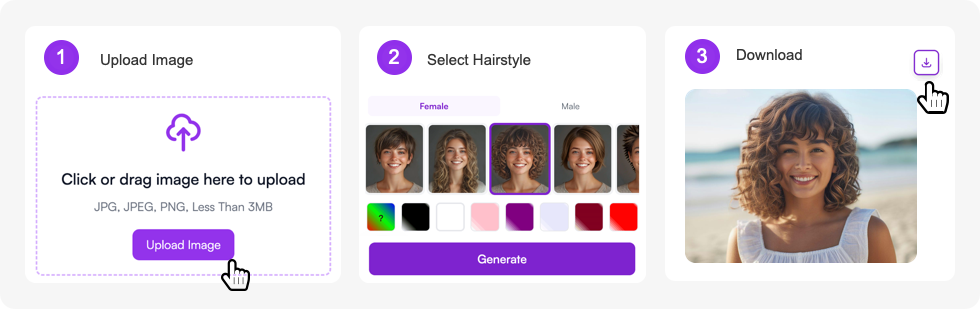 1
Upload Image
Click or drag image here to upload
JPG, JPEG, PNG, Less Than 3MB
Upload Image
2
Select Hairstyle
Female
Male
?
Generate
3
Download